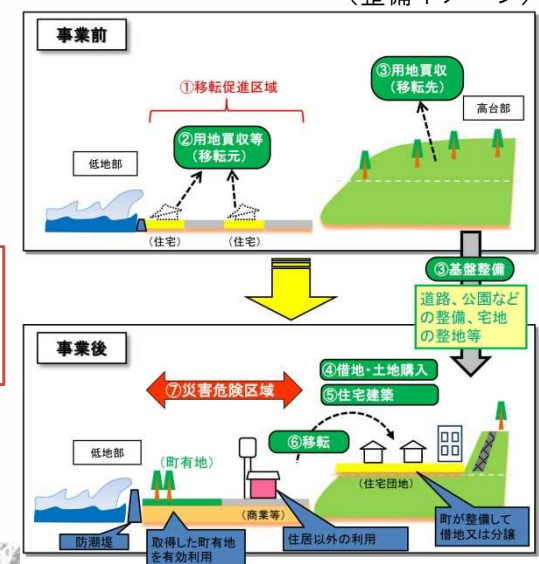 （整備イメージ）
事業前
①移転促進区域
③用地買収
（移転先）
高台部
②用地買収等
（移転元）
低地部
（住宅）
（住宅）
③基盤整備
道路、公園など
の整備、宅地
の整地等
事業後
④借地・土地購入
⑤住宅建築
⑦災害危険区域
⑥移転
低地部
（町有地）
（商業等）
（住宅団地）
防潮堤
取得した町有地
を有効利用
住居以外の利用
町が整備して
借地又は分譲